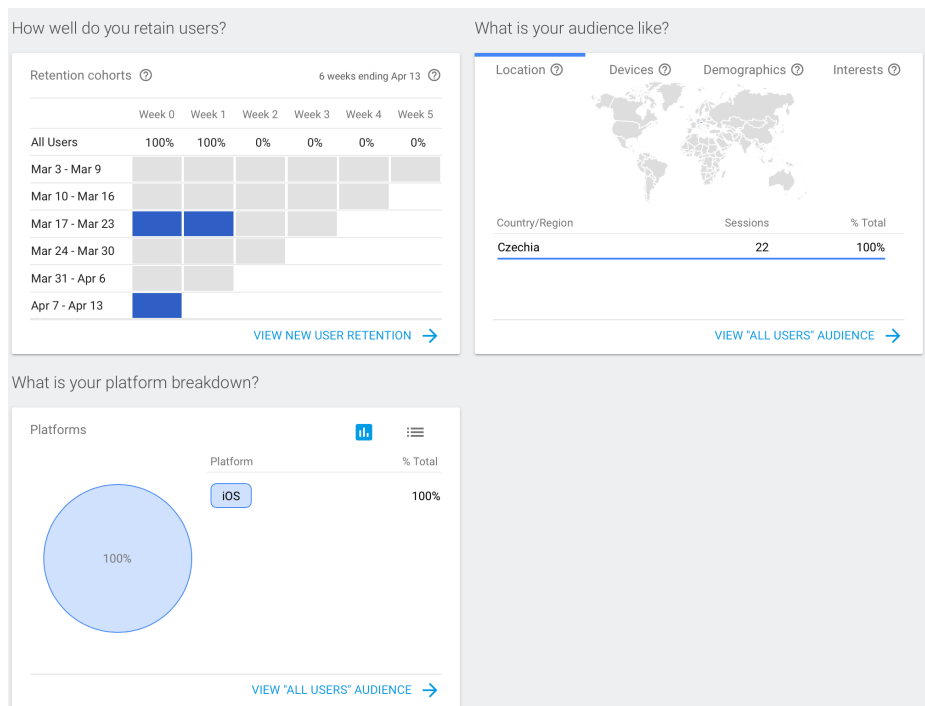 How well do you retain users?
Retention cohorts
6 weeks ending Apr 13
Week 0 Week 1 Week 2 Week 3 Week 4 Week 5
All Users 100% 100% 0% 0% 0% 0%
Mar 3 - Mar 9
Mar 10 - Mar 16
Mar 17 - Mar 23
Mar 24 - Mar 30
Mar 31 - Apr 6
Apr 7 - Apr 13
VIEW NEW USER RETENTION
What is your audience like?
Location Devices Demographics Interests
Country/Region Sessions % Total
Czechia 22 100%
VIEW "ALL USERS" AUDIENCE
What is your platform breakdown?
Platforms
Platform % Total
iOS 100%
100%
VIEW "ALL USERS" AUDIENCE